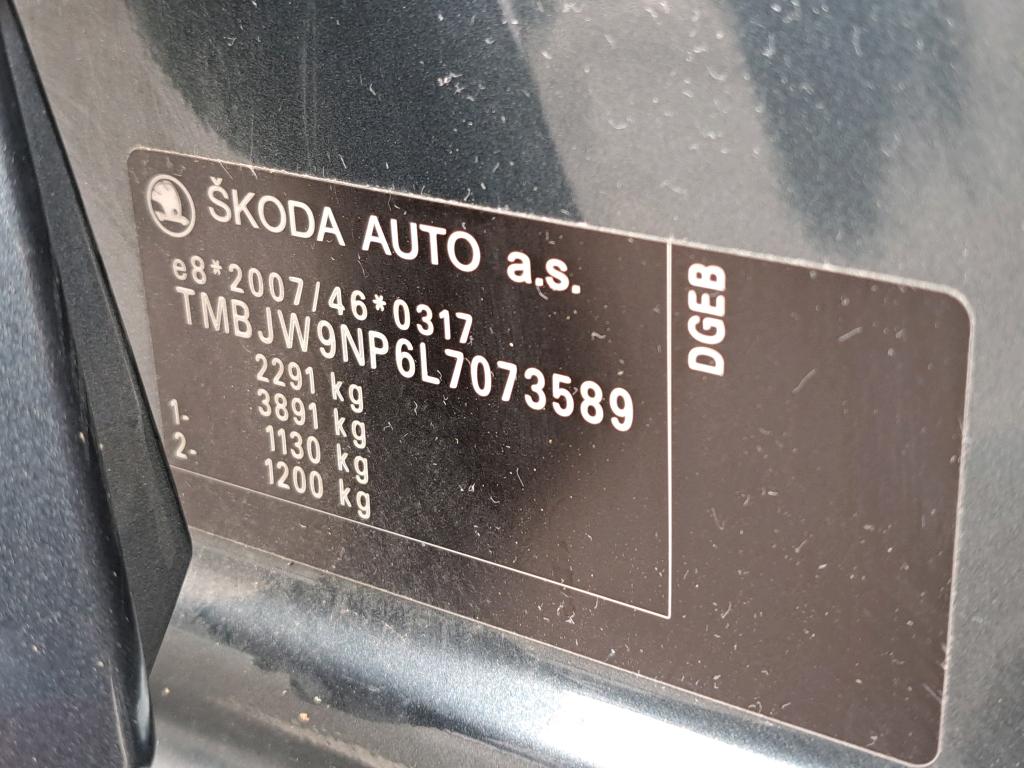 ŠKODA AUTO a.s.
e8*2007/46*0317
TMBJW9NP6L7073589
2291 kg
3891 kg
1- 1130 kg
2- 1200 kg
DGEB